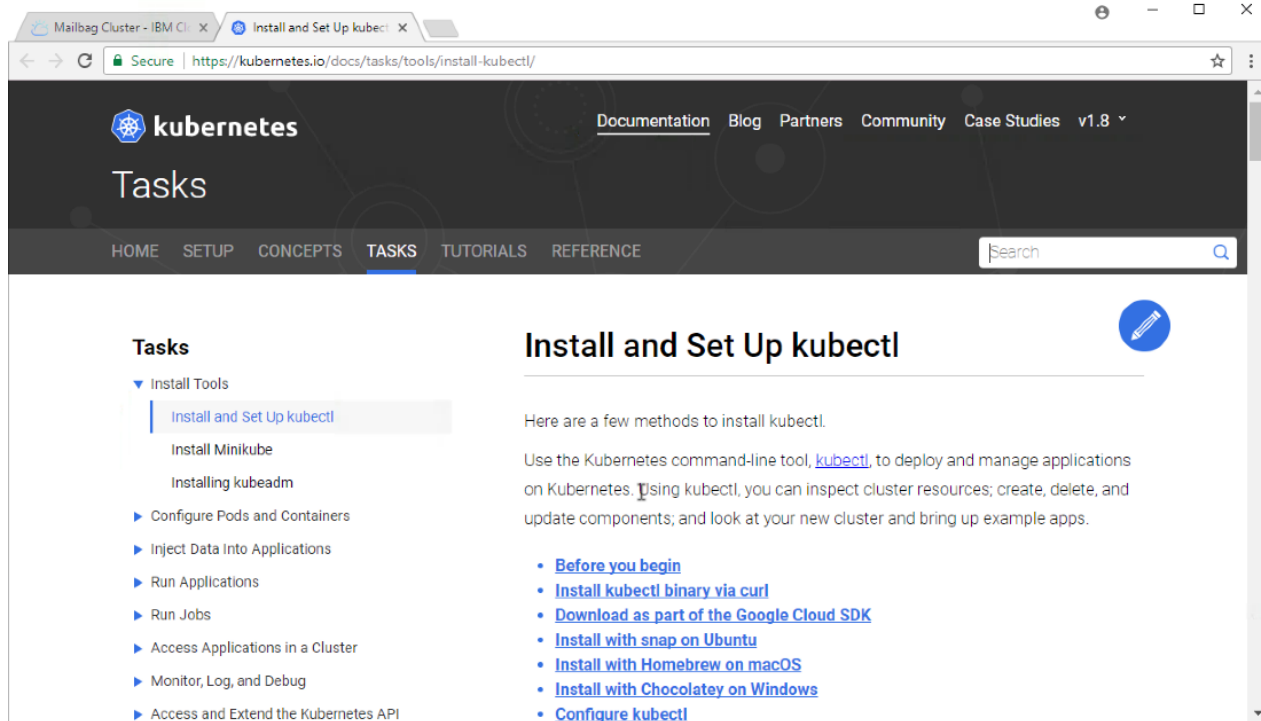 Mailbag Cluster - IBM Cl
Install and Set Up kubect
Secure | https://kubernetes.io/docs/tasks/tools/install-kubectl/
kubernetes
Documentation Blog Partners Community Case Studies v1.8
Tasks
HOME SETUP CONCEPTS TASKS TUTORIALS REFERENCE
Search
Tasks
Install Tools
Install and Set Up kubectl
Install Minikube
Installing kubeadm
Configure Pods and Containers
Inject Data Into Applications
Run Applications
Run Jobs
Access Applications in a Cluster
Monitor, Log, and Debug
Access and Extend the Kubernetes API
Install and Set Up kubectl
Here are a few methods to install kubectl.
Use the Kubernetes command-line tool, kubectl, to deploy and manage applications
on Kubernetes. Using kubectl, you can inspect cluster resources; create, delete, and
update components; and look at your new cluster and bring up example apps.
• Before you begin
• Install kubectl binary via curl
• Download as part of the Google Cloud SDK
• Install with snap on Ubuntu
• Install with Homebrew on macOS
• Install with Chocolatey on Windows
• Configure kubectl